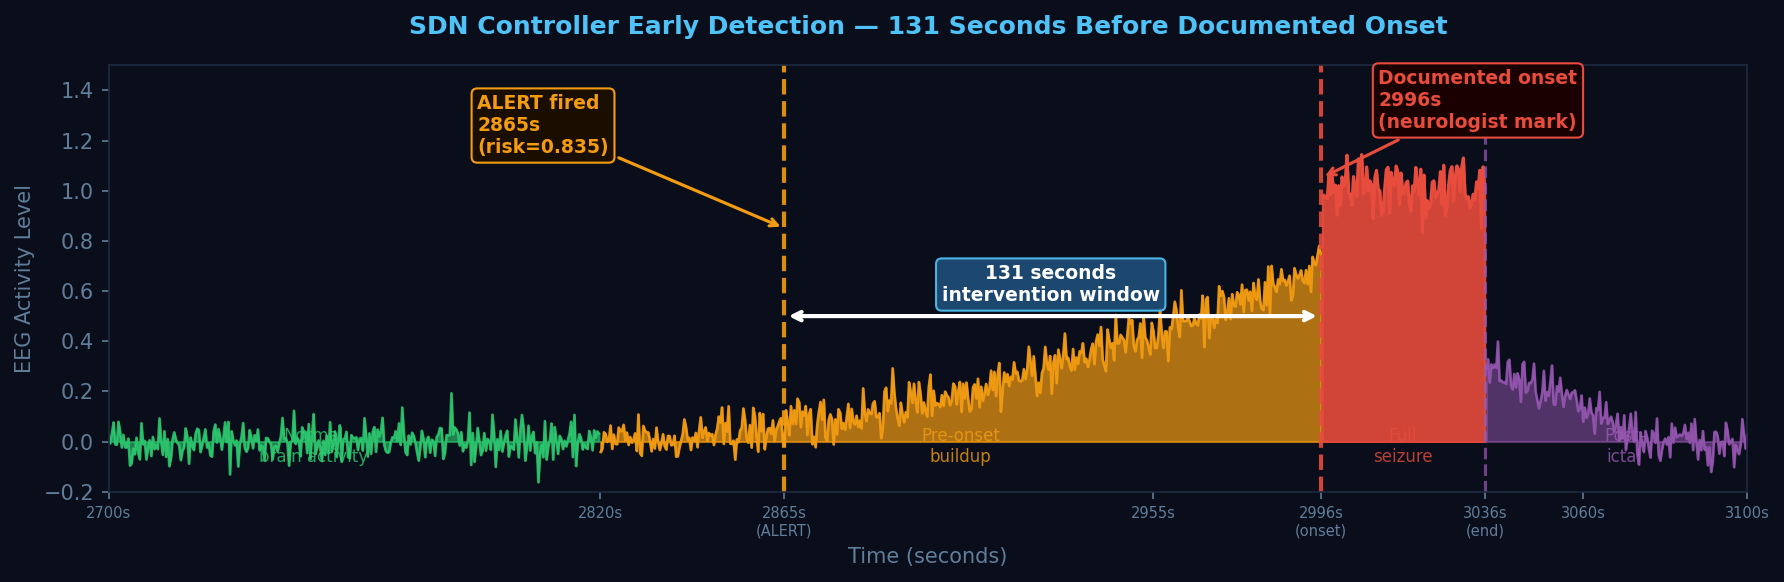 SDN Controller Early Detection — 131 Seconds Before Documented Onset
ALERT fired
2865s
(risk=0.835)
Documented onset
2996s
(neurologist mark)
131 seconds
intervention window
EEG Activity Level
1.4
1.2
1.0
0.8
0.6
0.4
0.2
0.0
−0.2
Normal
brain activity
Pre-onset
buildup
Full
seizure
Post
ictal
2700s
2820s
2865s
(ALERT)
2955s
2996s
(onset)
3036s
(end)
3060s
3100s
Time (seconds)